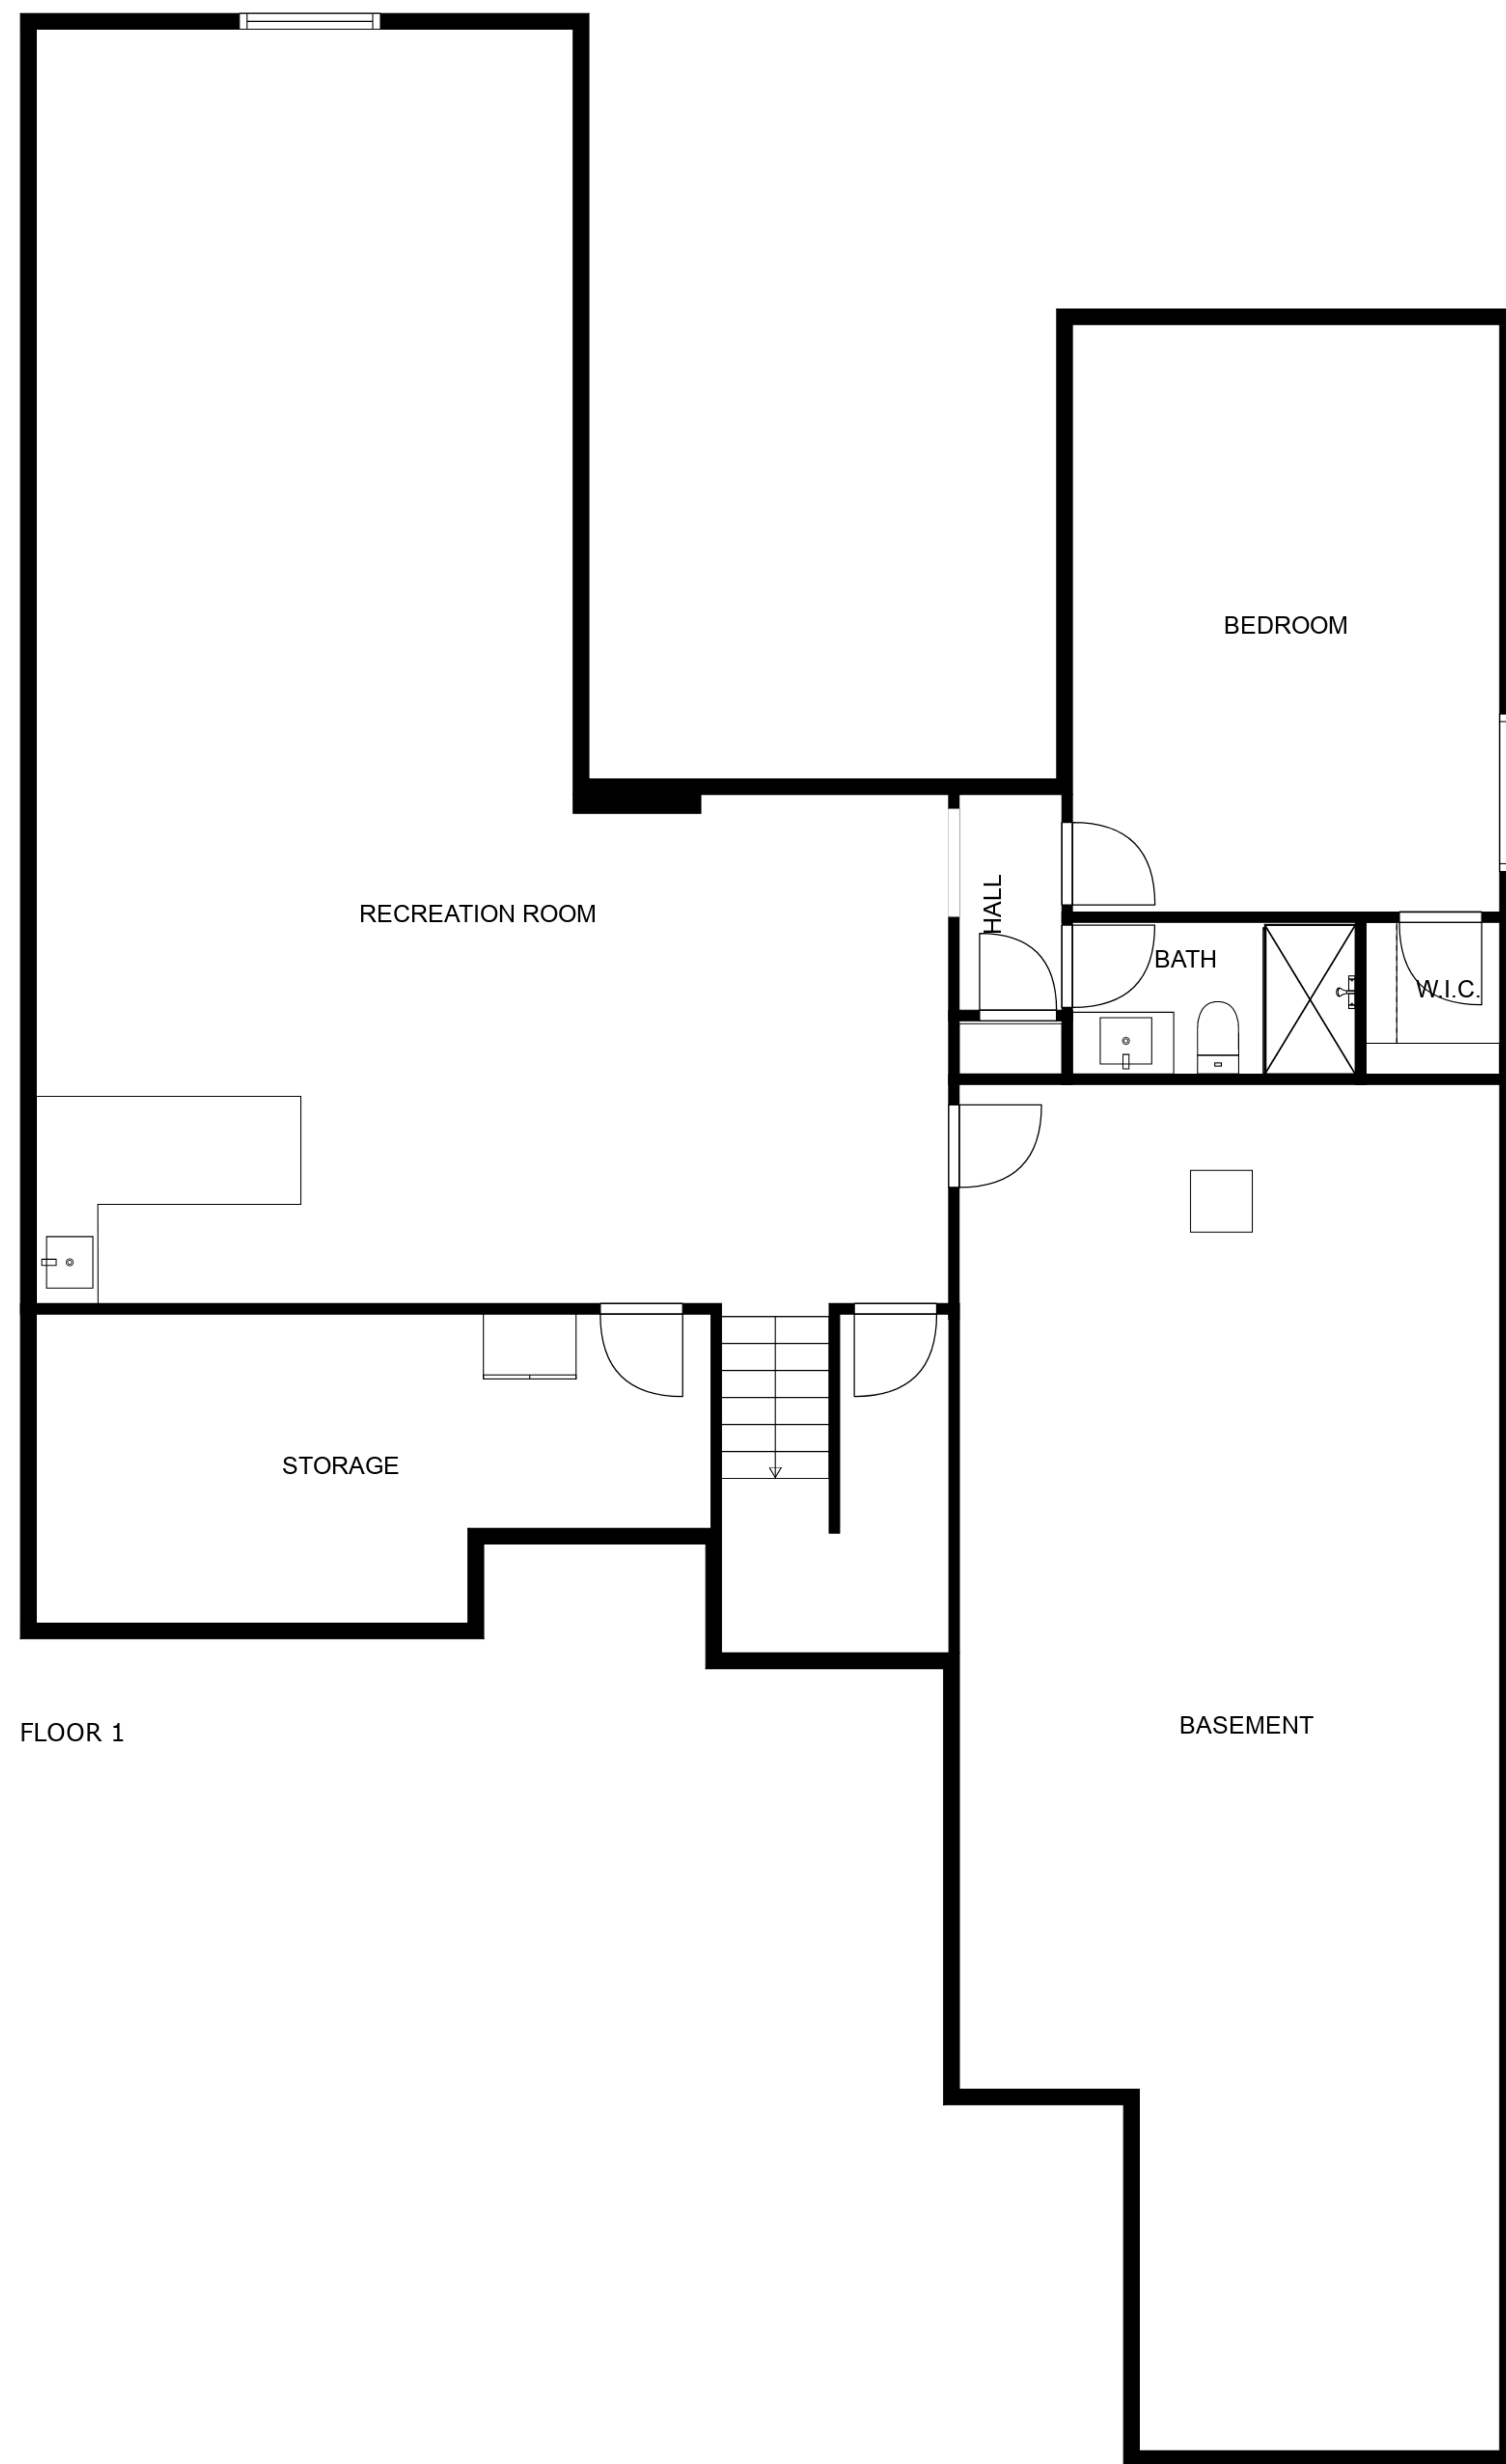 BEDROOM
HALL
RECREATION ROOM
BATH
W.I.C.
STORAGE
BASEMENT
FLOOR 1